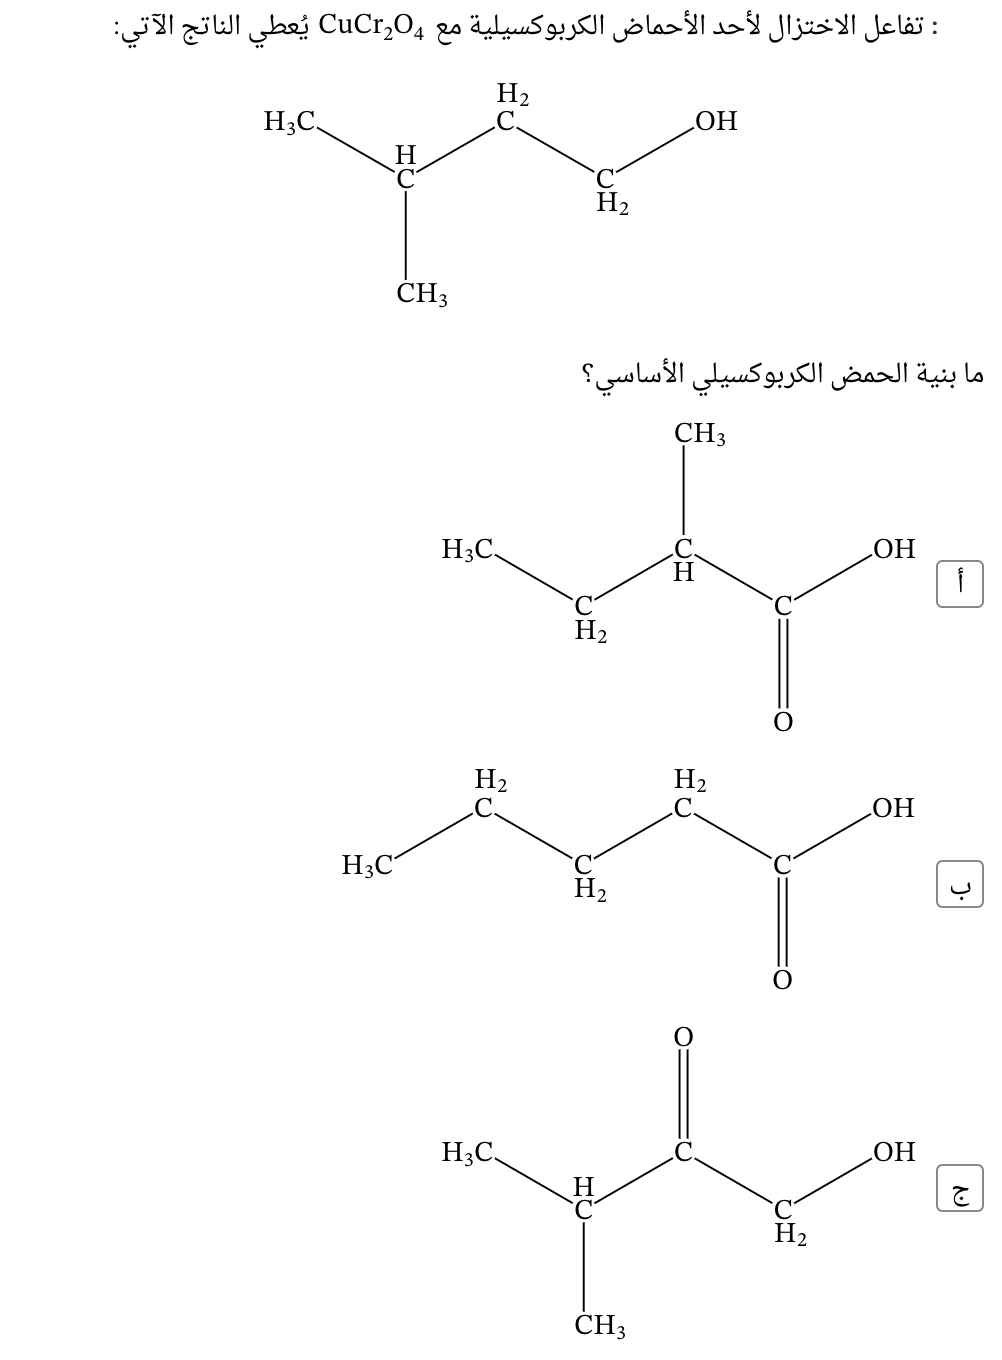 : تفاعل الاختزال لأحد الأحماض الكربوكسيلية مع CuCr₂O₄ يُعطي الناتج الآتي:
H₂
H₃C C OH
H
C C
H₂
CH₃
ما بنية الحمض الكربوكسيلي الأساسي؟
CH₃
H₃C C OH
H
أ
C C
H₂
O
H₂ H₂
C C OH
H₃C C C
H₂
ب
O
O
H₃C C OH
H
ج
C C
H₂
CH₃